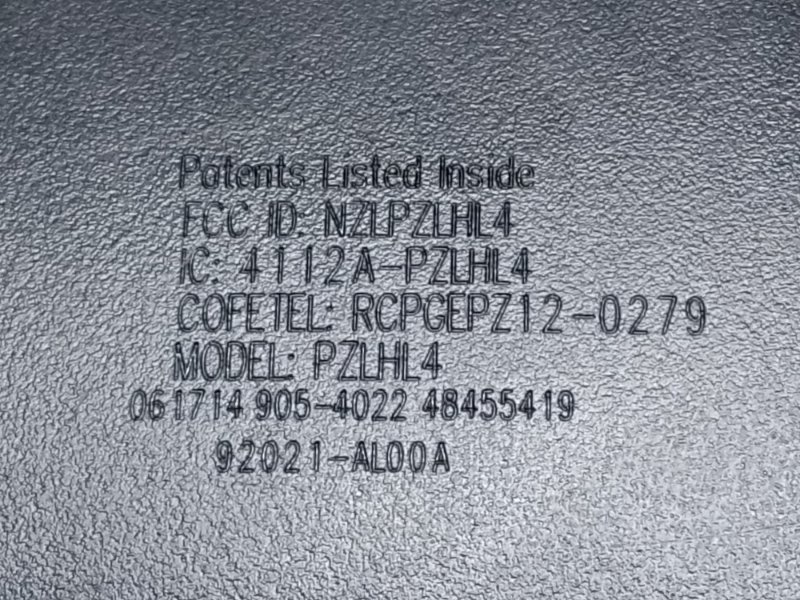 Patents Listed Inside
FCC ID: NZLPZLHL4
IC: 4112A-PZLHL4
COFETEL: RCPGEPZ12-0279
MODEL: PZLHL4
061714 905-4022 48455419
92021-AL00A